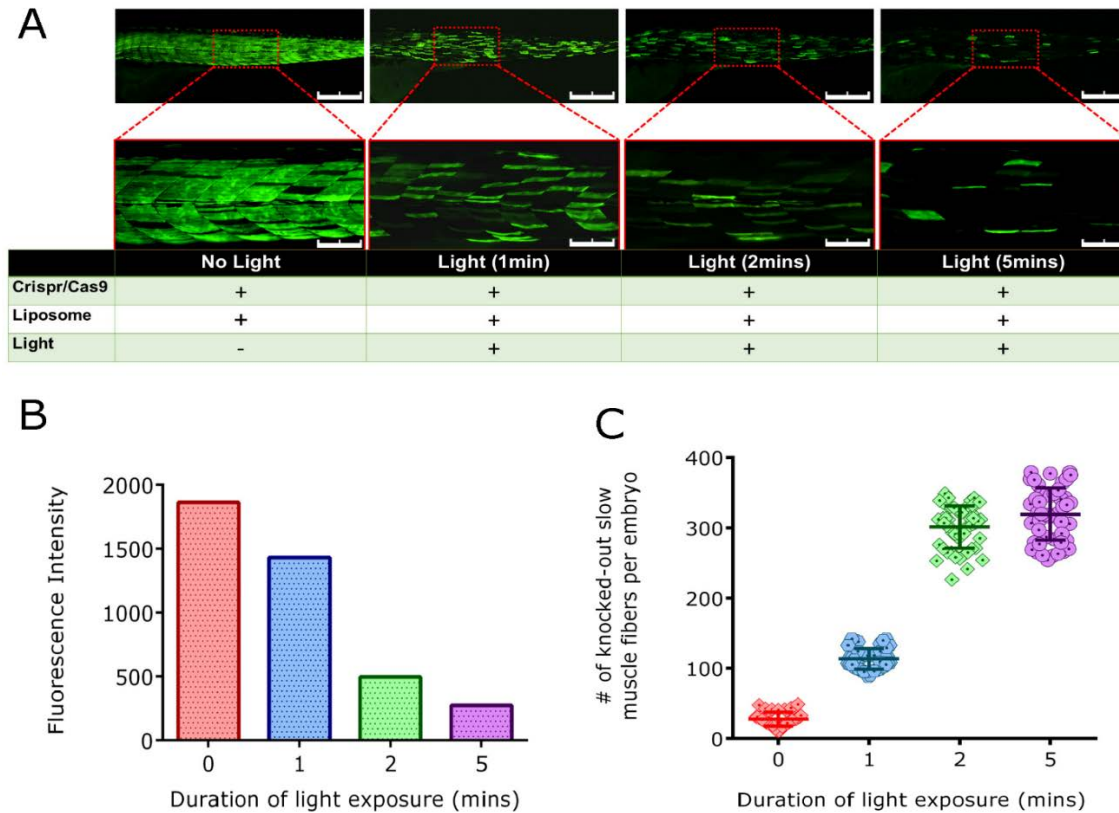 A
No Light Light (1min) Light (2mins) Light (5mins)
Crispr/Cas9 + + + +
Liposome + + + +
Light - + + +
B
Fluorescence Intensity
2000
1500
1000
500
0
0 1 2 5
Duration of light exposure (mins)
C
# of knocked-out slow
muscle fibers per embryo
400
300
200
100
0
0 1 2 5
Duration of light exposure (mins)